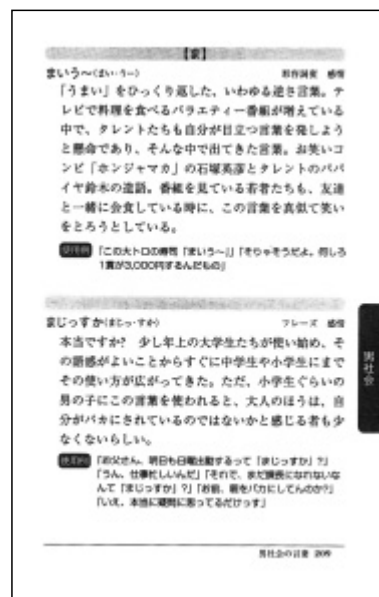 【ま】
まいう〜(まい・うー) 形容詞変 感情
「うまい」をひっくり返した、いわゆる逆さ言葉。テ
レビで料理を食べるバラエティー番組が増えている
中で、タレントたちも自分が目立つ言葉を発しよう
と懸命であり、そんな中で出てきた言葉。お笑いコ
ンビ「ホンジャマカ」の石塚英彦とタレントのパパ
イヤ鈴木の造語。番組を見ている若者たちも、友達
と一緒に会食している時に、この言葉を真似て笑い
をとろうとしている。
使用例 「この大トロの寿司『まいう〜』」「そりゃそうだよ。何しろ
1貫が3,000円するんだもの」
まじっすか(まじっ・すか) フレーズ 感情
本当ですか? 少し年上の大学生たちが使い始め、そ
の語感がよいことからすぐに中学生や小学生にまで
その使い方が広がってきた。ただ、小学生ぐらいの
男の子にこの言葉を使われると、大人のほうは、自
分がバカにされているのではないかと感じる者も少
なくないらしい。
使用例 「お父さん、明日も日曜出勤するって『まじっすか』?」
「うん、仕事忙しいんだ」「それで、まだ課長になれないな
んて『まじっすか』?」「お前、親をバカにしてんのか?」
「いえ、本当に疑問に思ってるだけっす」
男社会
男社会の言葉 209